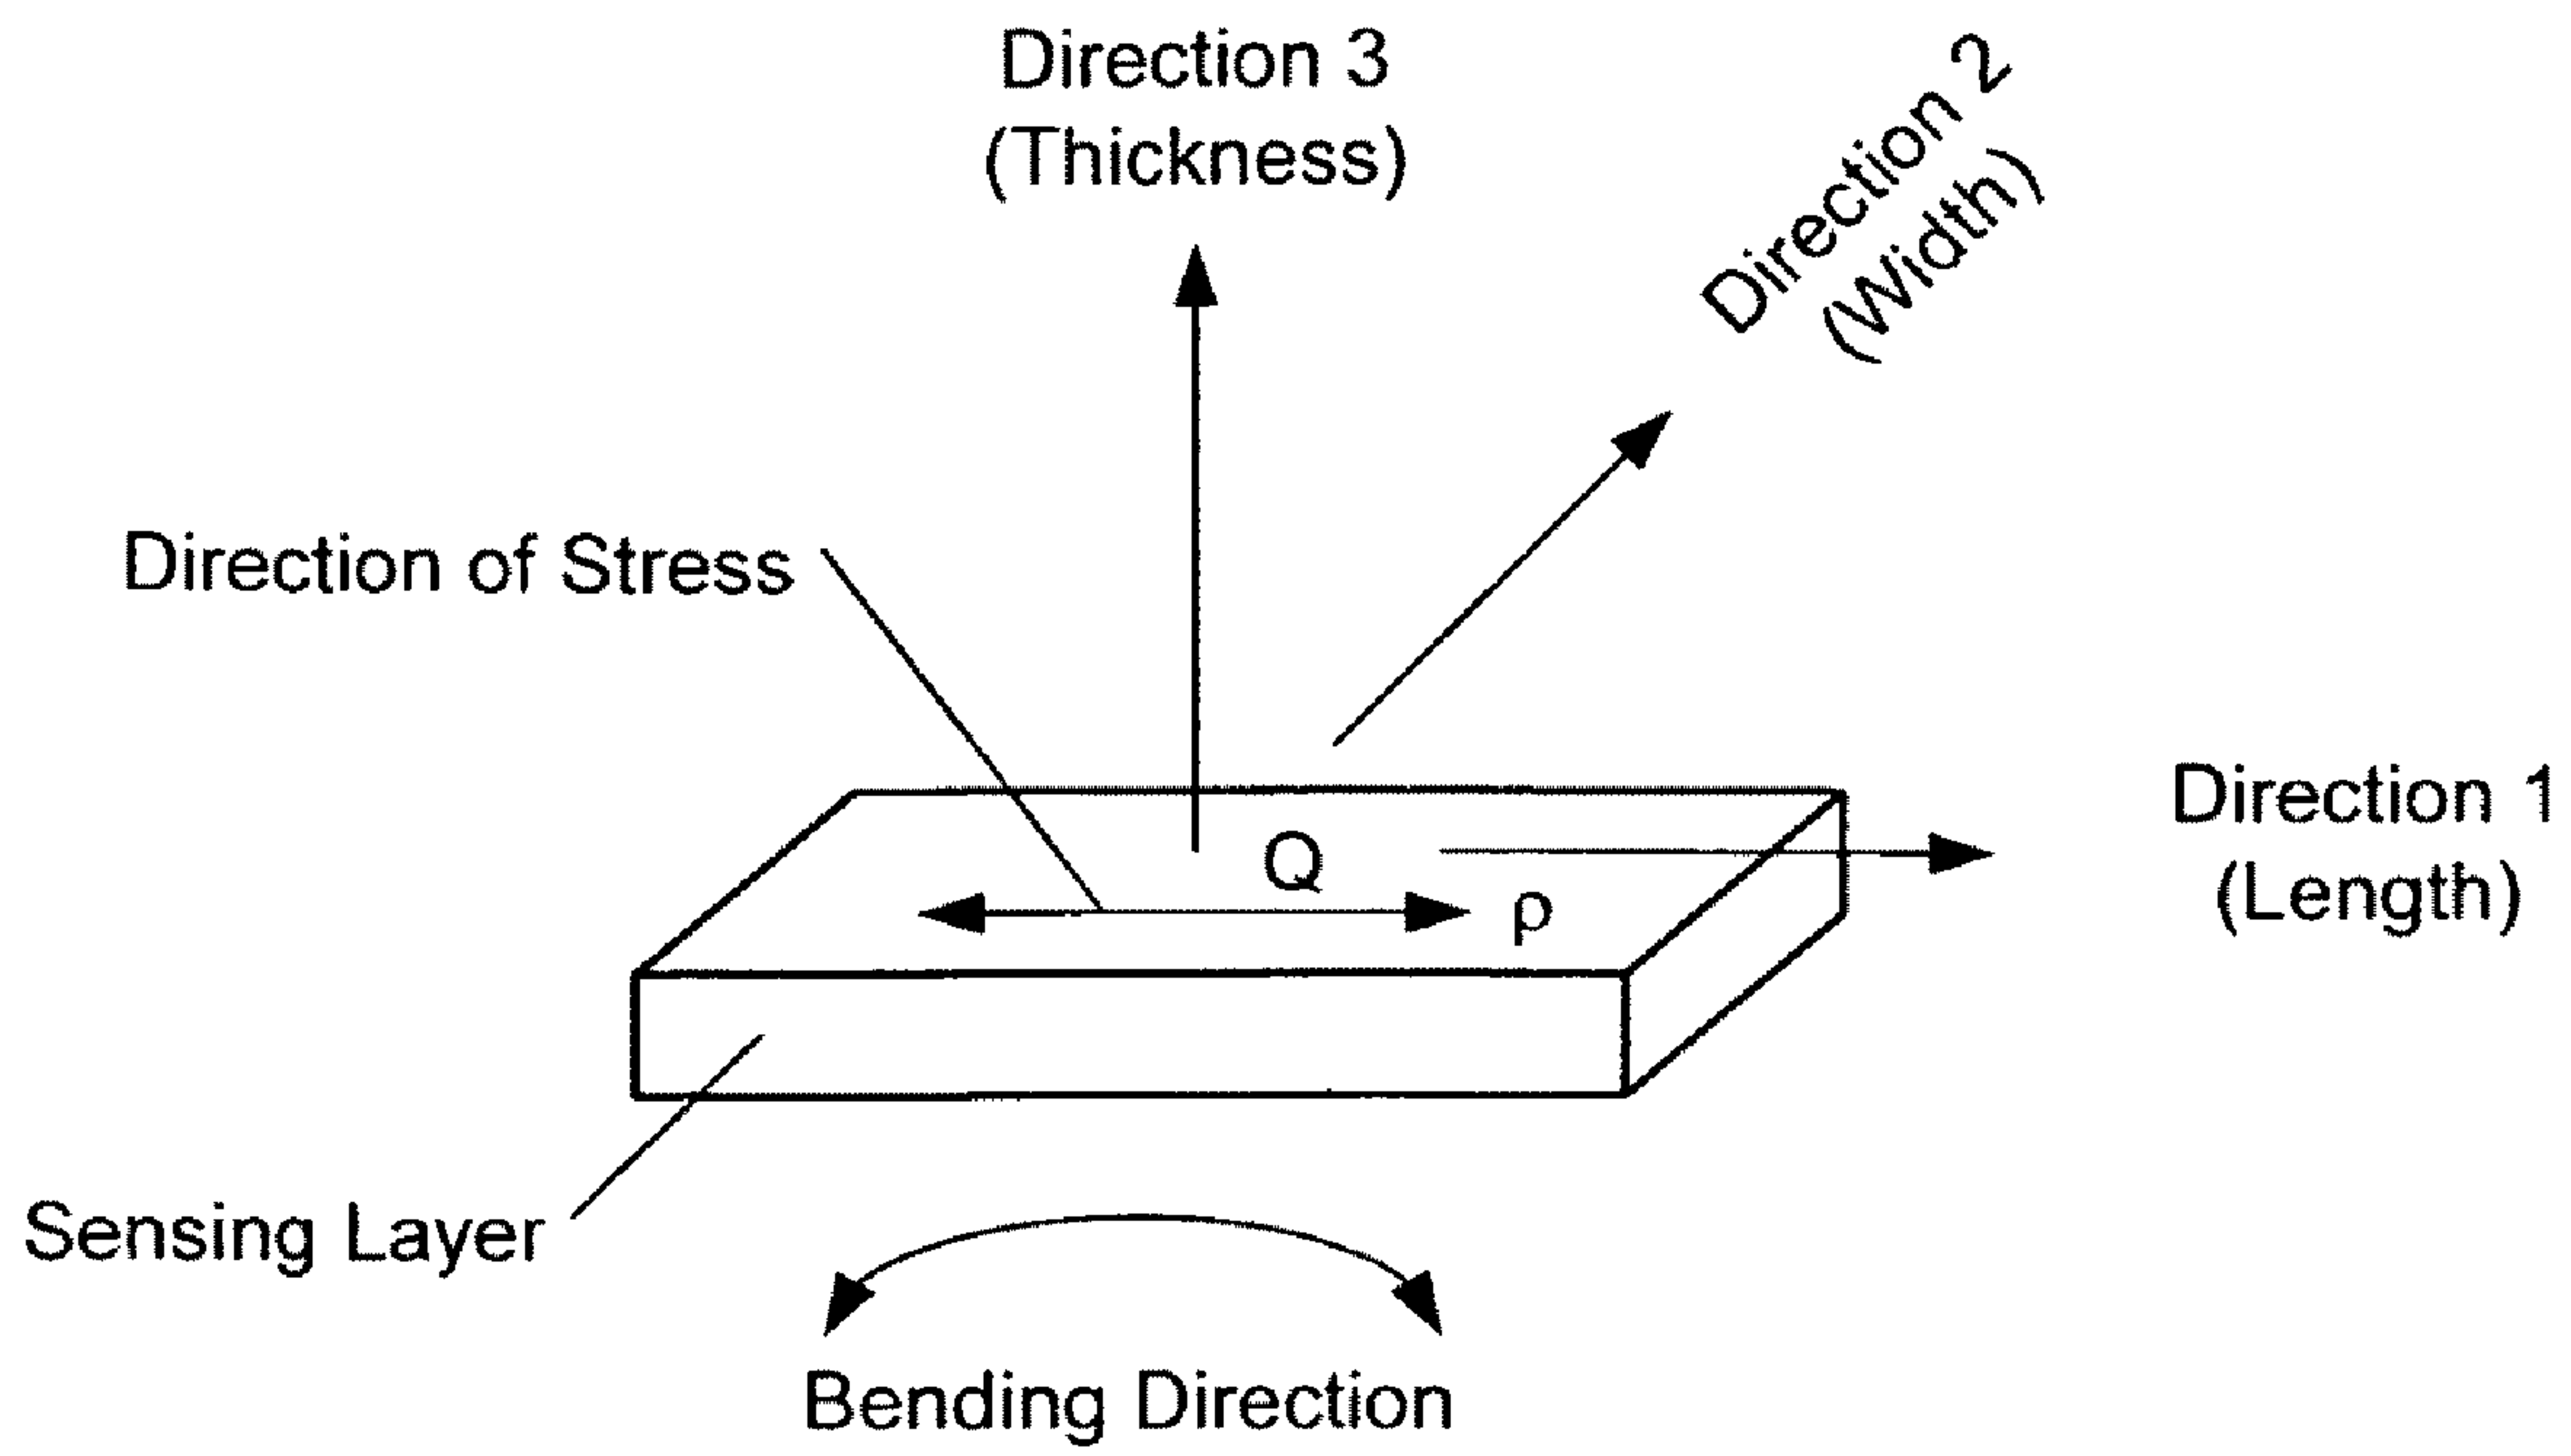 Direction 3
(Thickness)
Direction 2
(Width)
Direction of Stress
Direction 1
(Length)
Q
ρ
Sensing Layer
Bending Direction